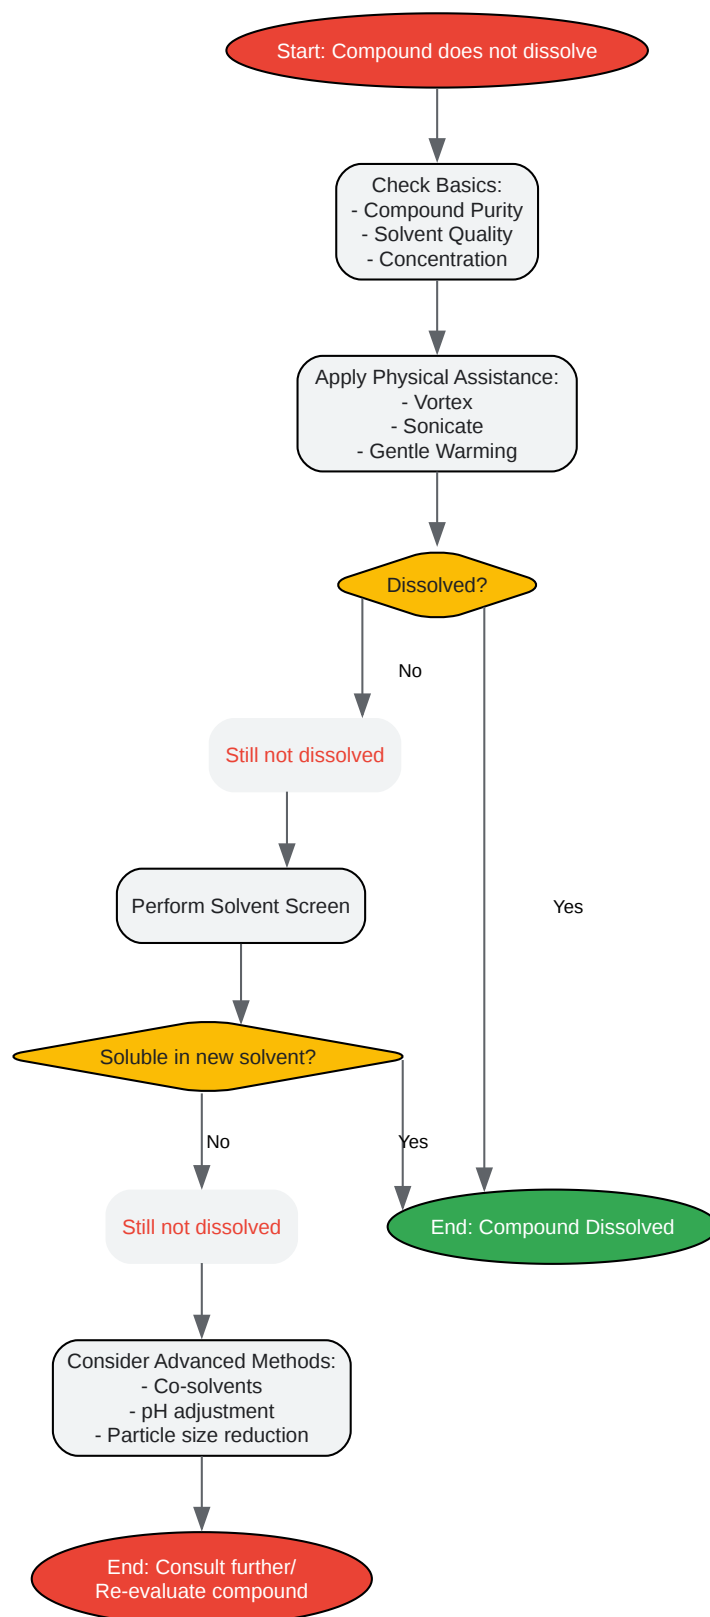 Start: Compound does not dissolve
Check Basics:
- Compound Purity
- Solvent Quality
- Concentration
Apply Physical Assistance:
- Vortex
- Sonicate
- Gentle Warming
Dissolved?
No
Still not dissolved
Perform Solvent Screen
Yes
Soluble in new solvent?
No
Yes
Still not dissolved
End: Compound Dissolved
Consider Advanced Methods:
- Co-solvents
- pH adjustment
- Particle size reduction
End: Consult further/
Re-evaluate compound